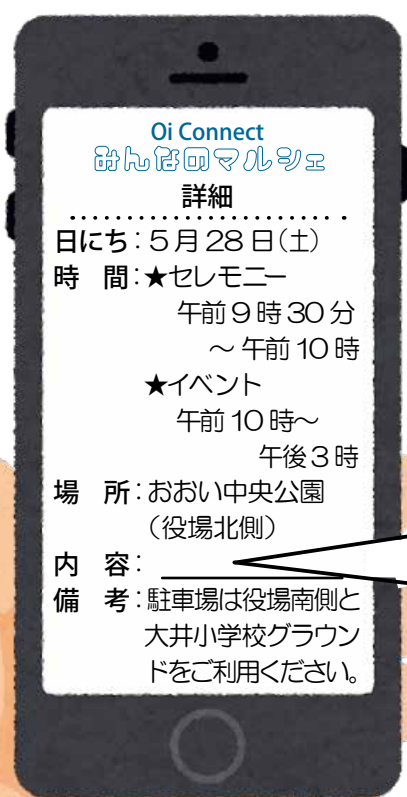 Oi Connect
みんなのマルシェ
詳細
日にち：５月28日（土）
時　間：★セレモニー
午前９時30分
～午前10時
★イベント
午前10時～
午後３時
場　所：おおい中央公園
（役場北側）
内　容：
備　考：駐車場は役場南側と
大井小学校グラウン
ドをご利用ください。